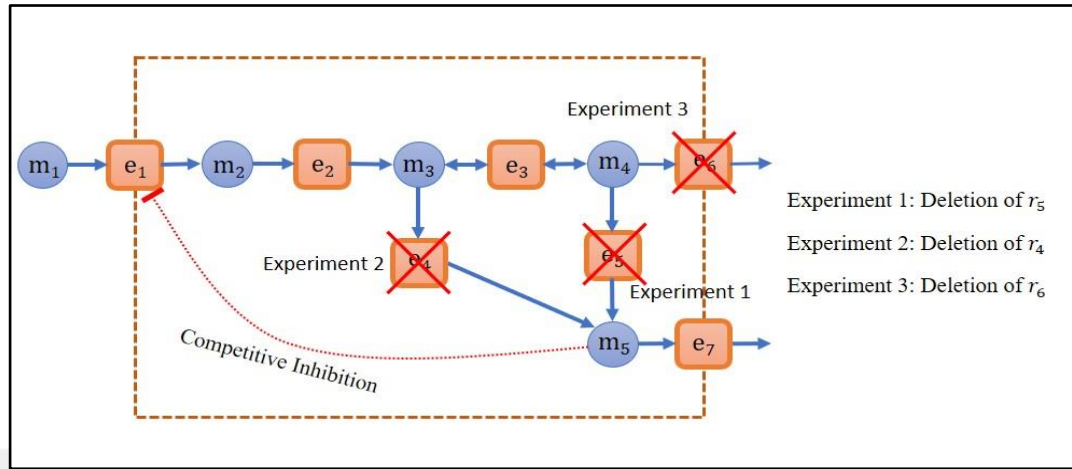 Experiment 3
m₁ e₁ m₂ e₂ m₃ e₃ m₄ e₆
Experiment 1: Deletion of r₅
Experiment 2 e₄ e₅
Experiment 2: Deletion of r₄
Experiment 1
Experiment 3: Deletion of r₆
m₅ e₇
Competitive Inhibition